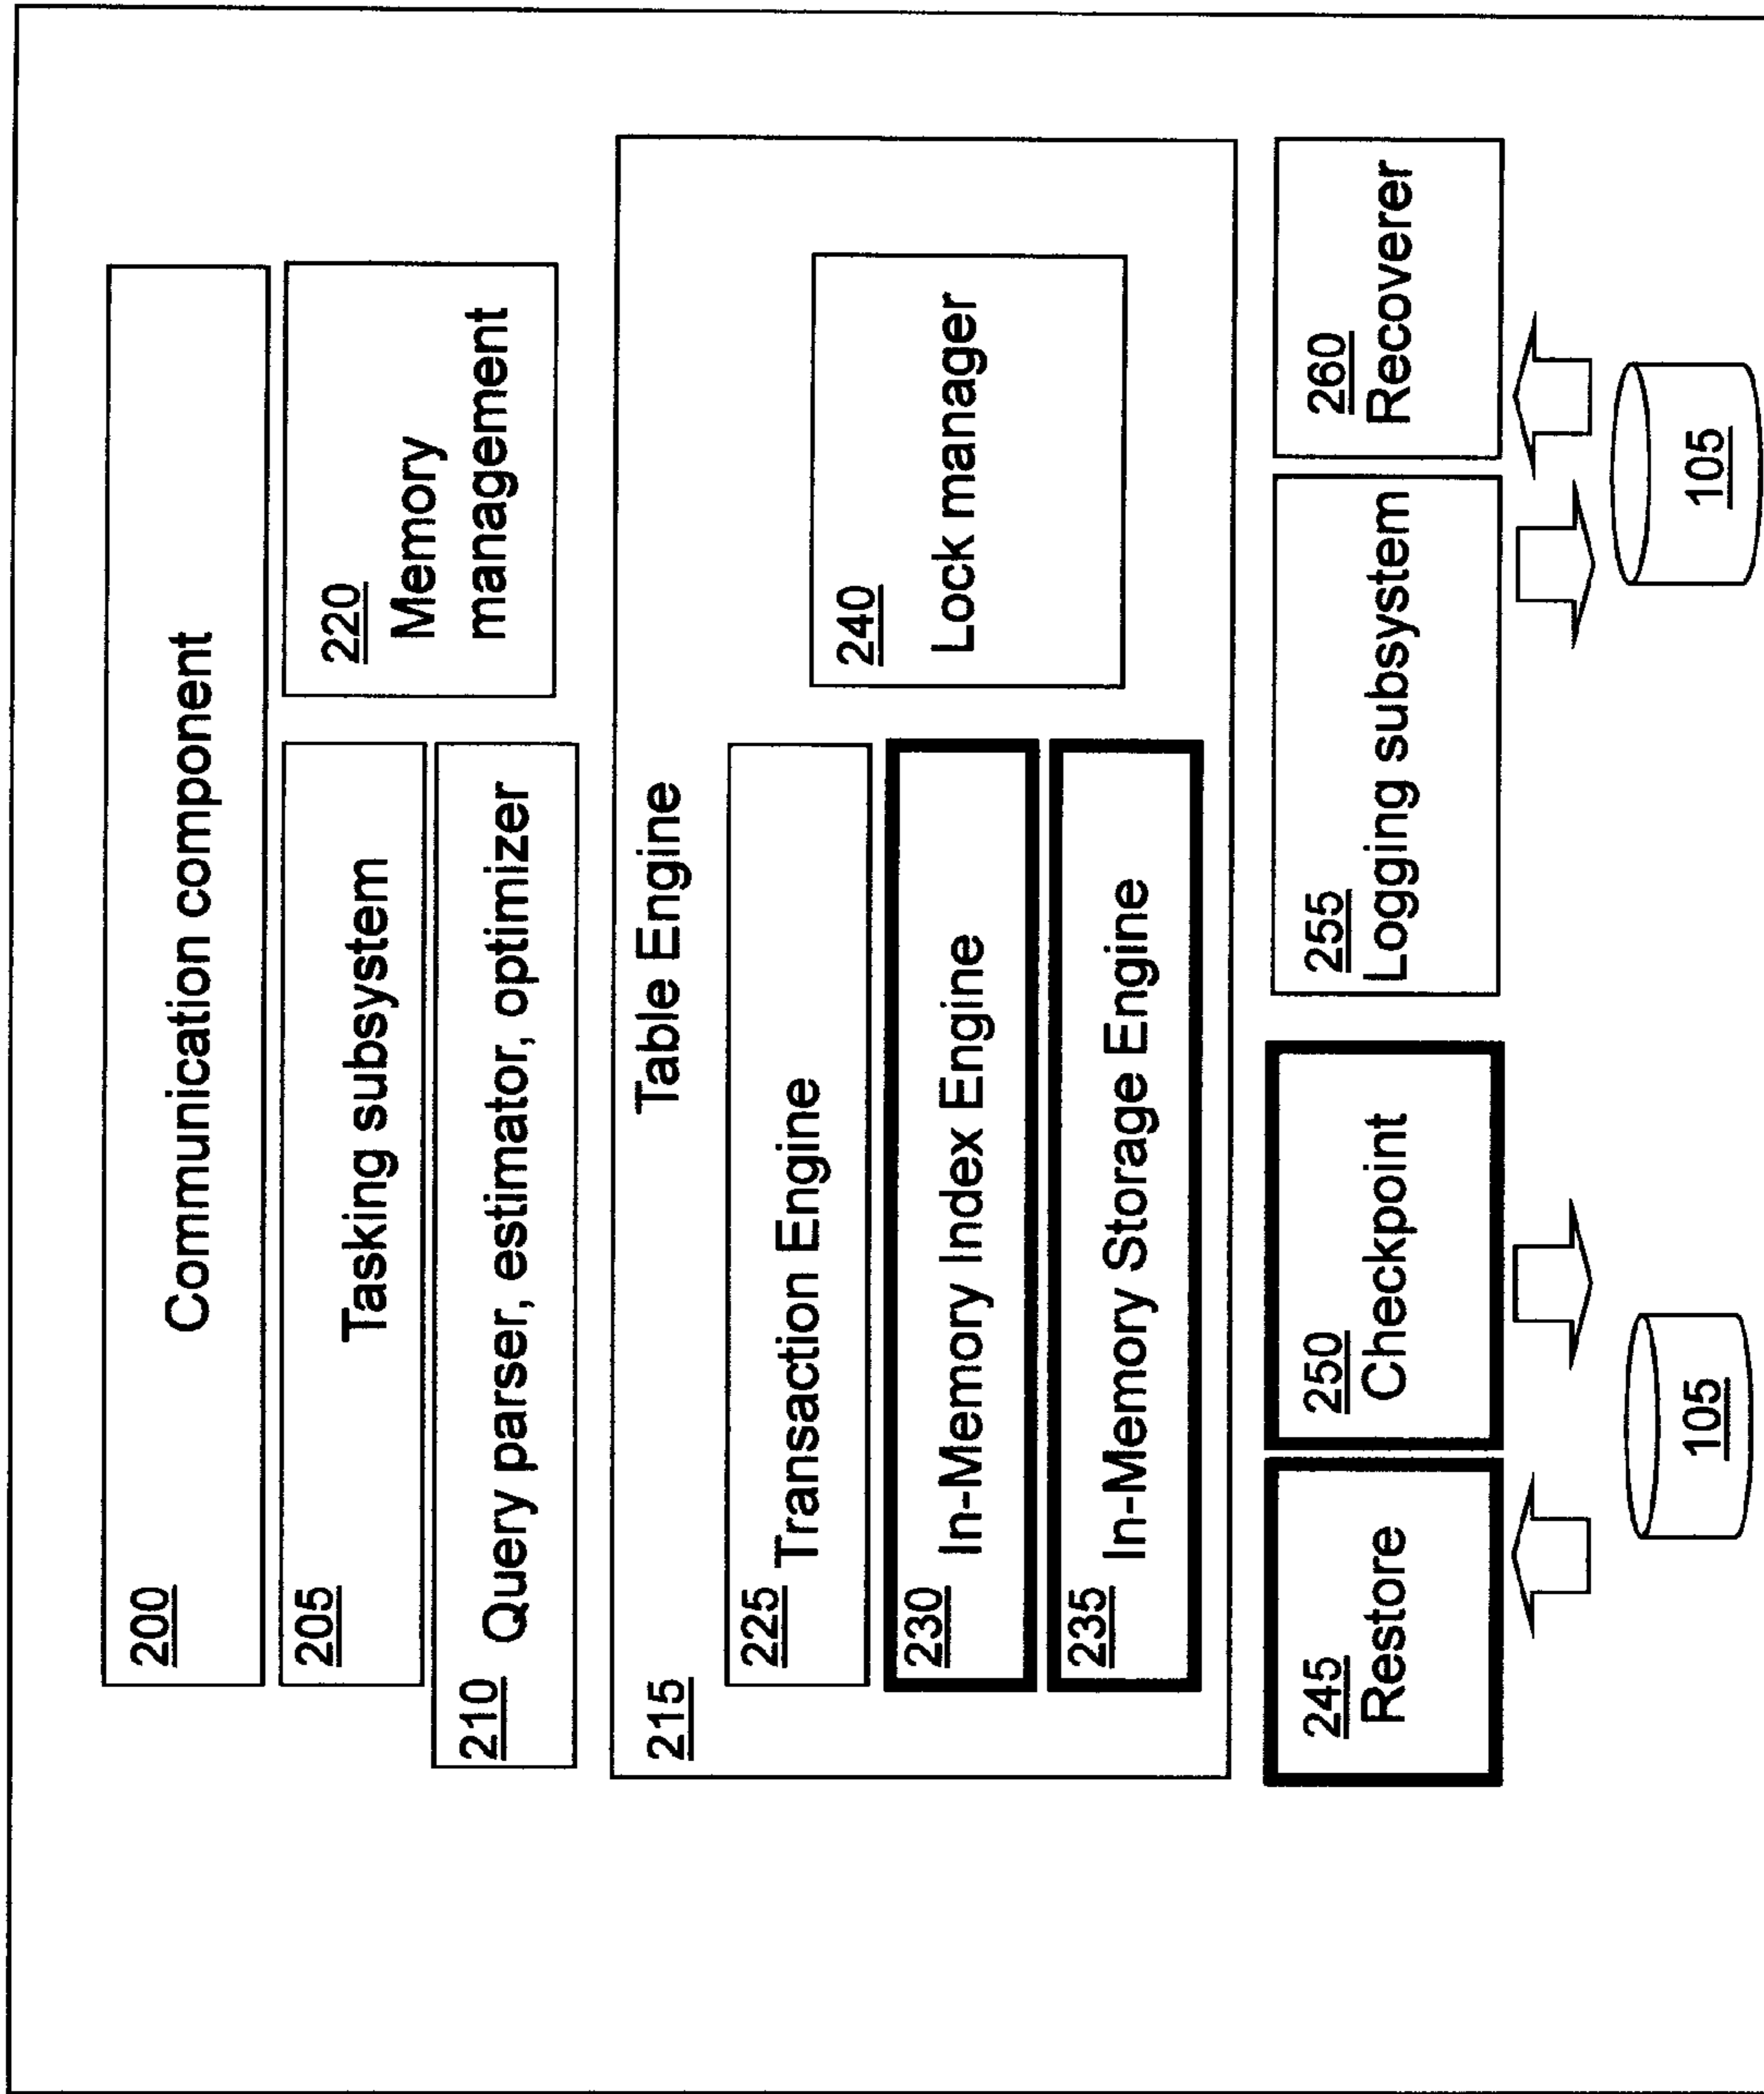 200
Communication component
205
Tasking subsystem
220
Memory
management
210
Query parser, estimator, optimizer
215
Table Engine
225
Transaction Engine
230
In-Memory Index Engine
235
In-Memory Storage Engine
240
Lock manager
245
Restore
250
Checkpoint
255
Logging subsystem
260
Recoverer
105
105